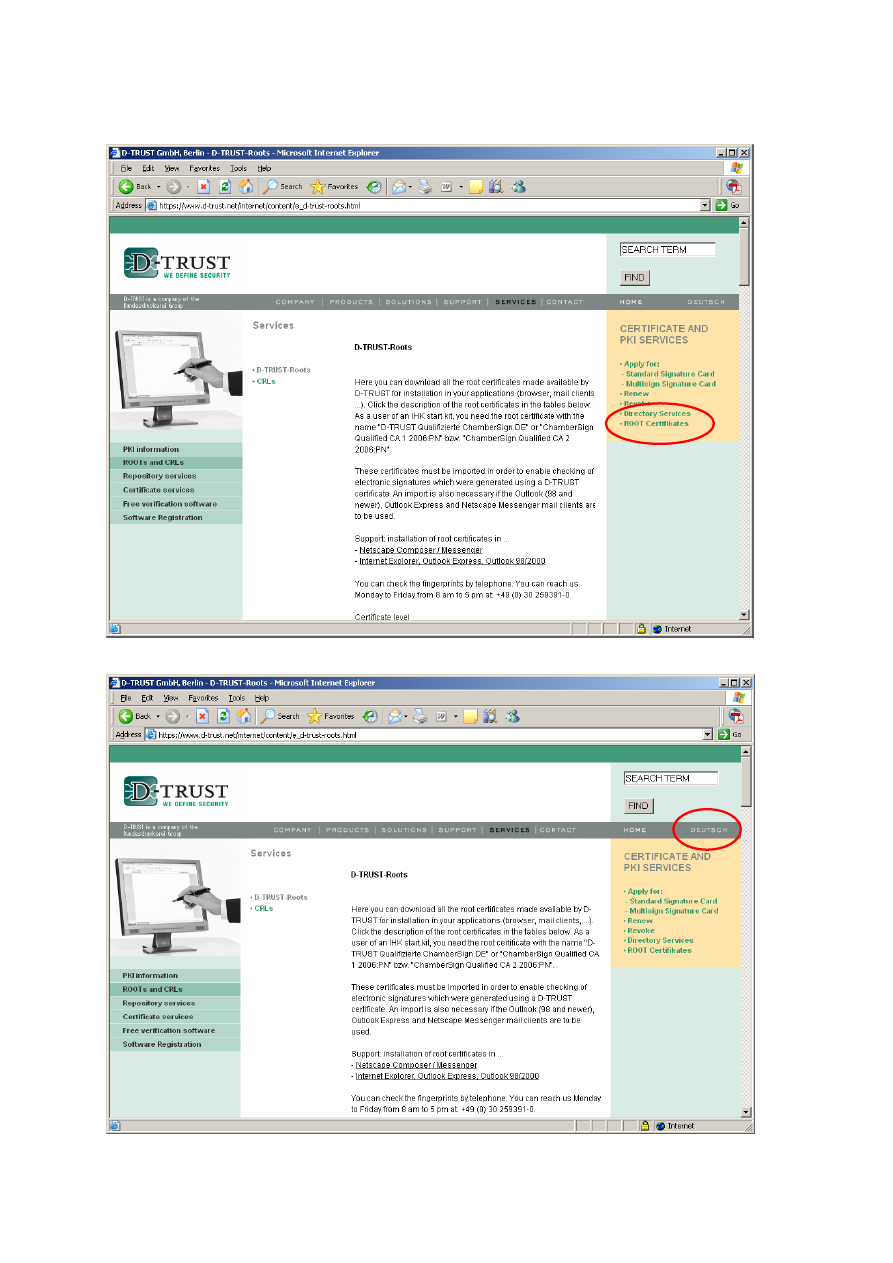 D-TRUST GmbH, Berlin - D-TRUST-Roots - Microsoft Internet Explorer
File Edit View Favorites Tools Help
Back Search Favorites
Address https://www.d-trust.net/internet/content/e_d-trust-roots.html Go
SEARCH TERM
D-TRUST
WE DEFINE SECURITY
FIND
D-TRUST is a company of the
Bundesdruckerei Group
COMPANY | PRODUCTS | SOLUTIONS | SUPPORT | SERVICES | CONTACT HOME DEUTSCH
Services
• D-TRUST-Roots
• CRLs
PKI information
ROOTs and CRLs
Repository services
Certificate services
Free verification software
Software Registration
D-TRUST-Roots
Here you can download all the root certificates made available by
D-TRUST for installation in your applications (browser, mail clients
...). Click the description of the root certificates in the tables below.
As a user of an IHK start kit, you need the root certificate with the
name "D-TRUST Qualifizierte ChamberSign.DE" or "ChamberSign
Qualified CA 1 2006:PN" bzw. "ChamberSign Qualified CA 2
2006:PN".
These certificates must be imported in order to enable checking of
electronic signatures which were generated using a D-TRUST
certificate. An import is also necessary if the Outlook (98 and
newer), Outlook Express and Netscape Messenger mail clients are
to be used.
Support: installation of root certificates in ...
- Netscape Composer / Messenger
- Internet Explorer, Outlook Express, Outlook 98/2000
You can check the fingerprints by telephone. You can reach us
Monday to Friday from 8 am to 5 pm at: +49 (0) 30 259391-0.
Certificate level
CERTIFICATE AND
PKI SERVICES
• Apply for:
- Standard Signature Card
- Multisign Signature Card
• Renew
• Revoke
• Directory Services
• ROOT Certifikates
Internet
D-TRUST GmbH, Berlin - D-TRUST-Roots - Microsoft Internet Explorer
File Edit View Favorites Tools Help
Back Search Favorites
Address https://www.d-trust.net/internet/content/e_d-trust-roots.html Go
SEARCH TERM
D-TRUST
WE DEFINE SECURITY
FIND
D-TRUST is a company of the
Bundesdruckerei Group
COMPANY | PRODUCTS | SOLUTIONS | SUPPORT | SERVICES | CONTACT HOME DEUTSCH
Services
• D-TRUST-Roots
• CRLs
PKI information
ROOTs and CRLs
Repository services
Certificate services
Free verification software
Software Registration
D-TRUST-Roots
Here you can download all the root certificates made available by D-
TRUST for installation in your applications (browser, mail clients, ...).
Click the description of the root certificates in the tables below. As a
user of an IHK start kit, you need the root certificate with the name "D-
TRUST Qualifizierte ChamberSign.DE" or "ChamberSign Qualified CA
1 2006:PN" bzw. "ChamberSign Qualified CA 2 2006:PN".
These certificates must be imported in order to enable checking of
electronic signatures which were generated using a D-TRUST
certificate. An import is also necessary if the Outlook (98 and newer),
Outlook Express and Netscape Messenger mail clients are to be
used.
Support: installation of root certificates in ...
- Netscape Composer / Messenger
- Internet Explorer, Outlook Express, Outlook 98/2000
You can check the fingerprints by telephone. You can reach us Monday
to Friday from 8 am to 5 pm at: +49 (0) 30 259391-0.
CERTIFICATE AND
PKI SERVICES
• Apply for:
- Standard Signature Card
- Multisign Signature Card
• Renew
• Revoke
• Directory Services
• ROOT Certifikates
Internet